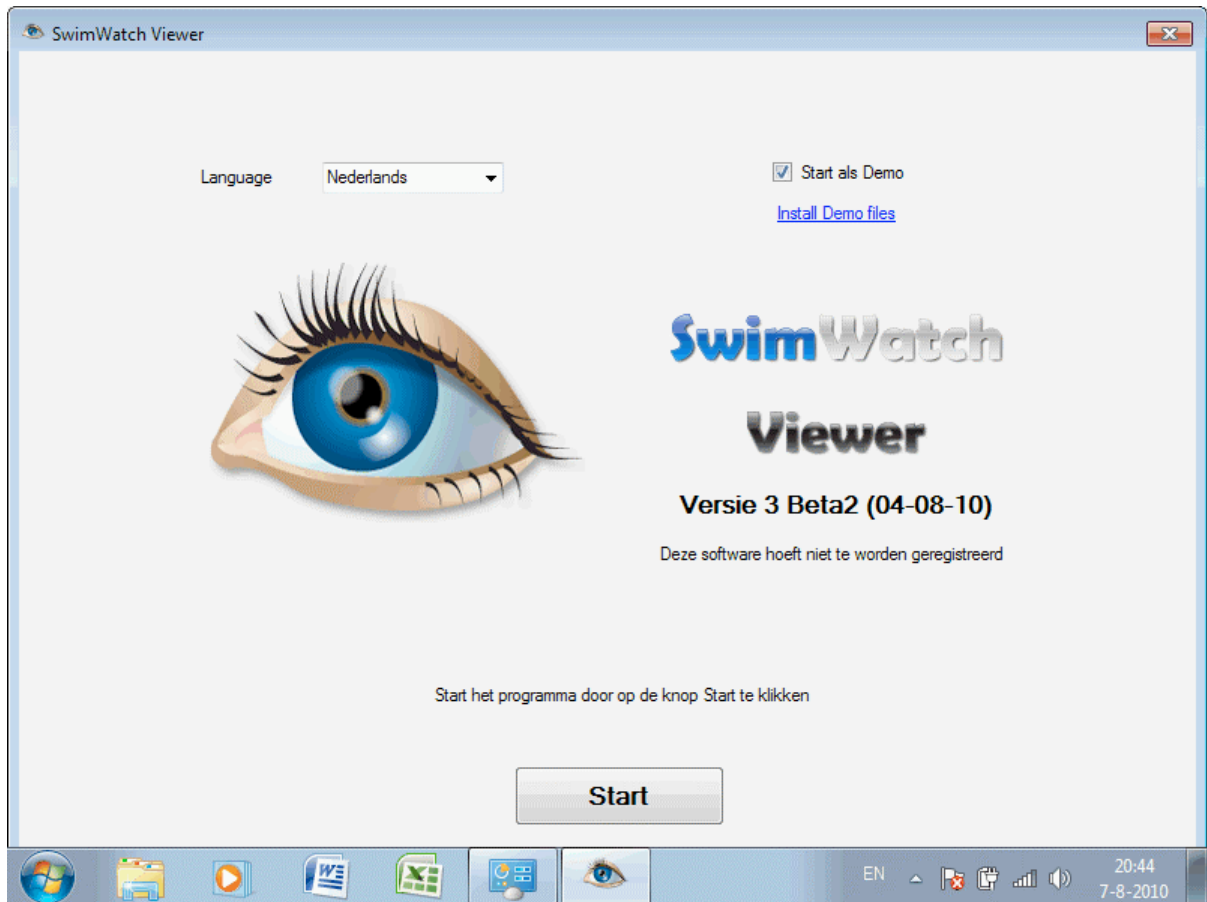 SwimWatch Viewer
Language
Nederlands
Start als Demo
Install Demo files
SwimWatch
Viewer
Versie 3 Beta2 (04-08-10)
Deze software hoeft niet te worden geregistreerd
Start het programma door op de knop Start te klikken
Start
EN
20:44
7-8-2010